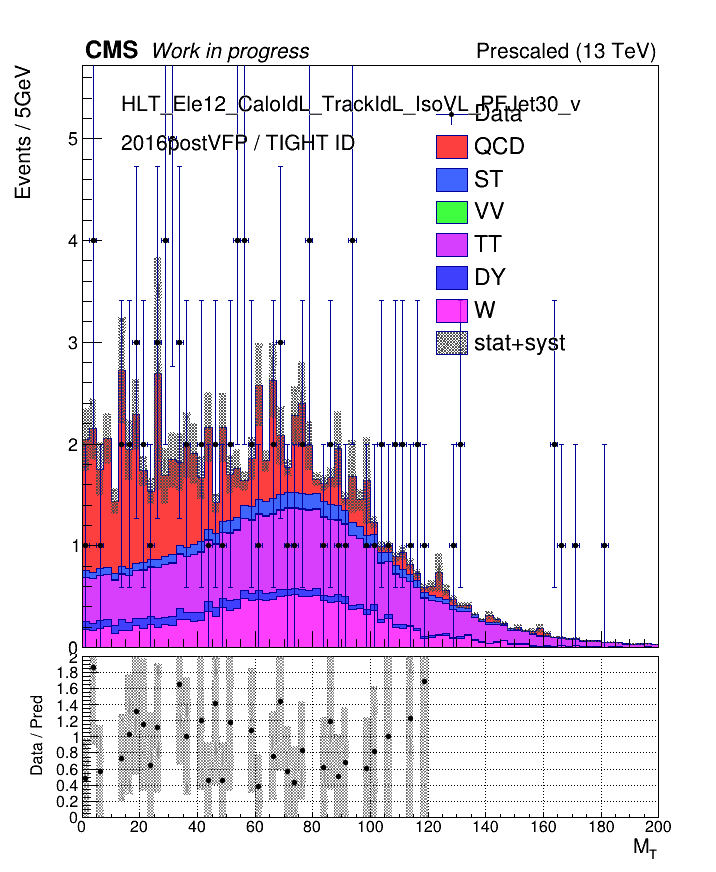 CMS Work in progress Prescaled (13 TeV)
Events / 5GeV
HLT_Ele12_CaloIdL_TrackIdL_IsoVL_PFJet30_v
2016postVFP / TIGHT ID
Data
QCD
ST
VV
TT
DY
W
stat+syst
5
4
3
2
1
0
Data / Pred
2
1.8
1.6
1.4
1.2
1
0.8
0.6
0.4
0.2
0
0 20 40 60 80 100 120 140 160 180 200
M_T